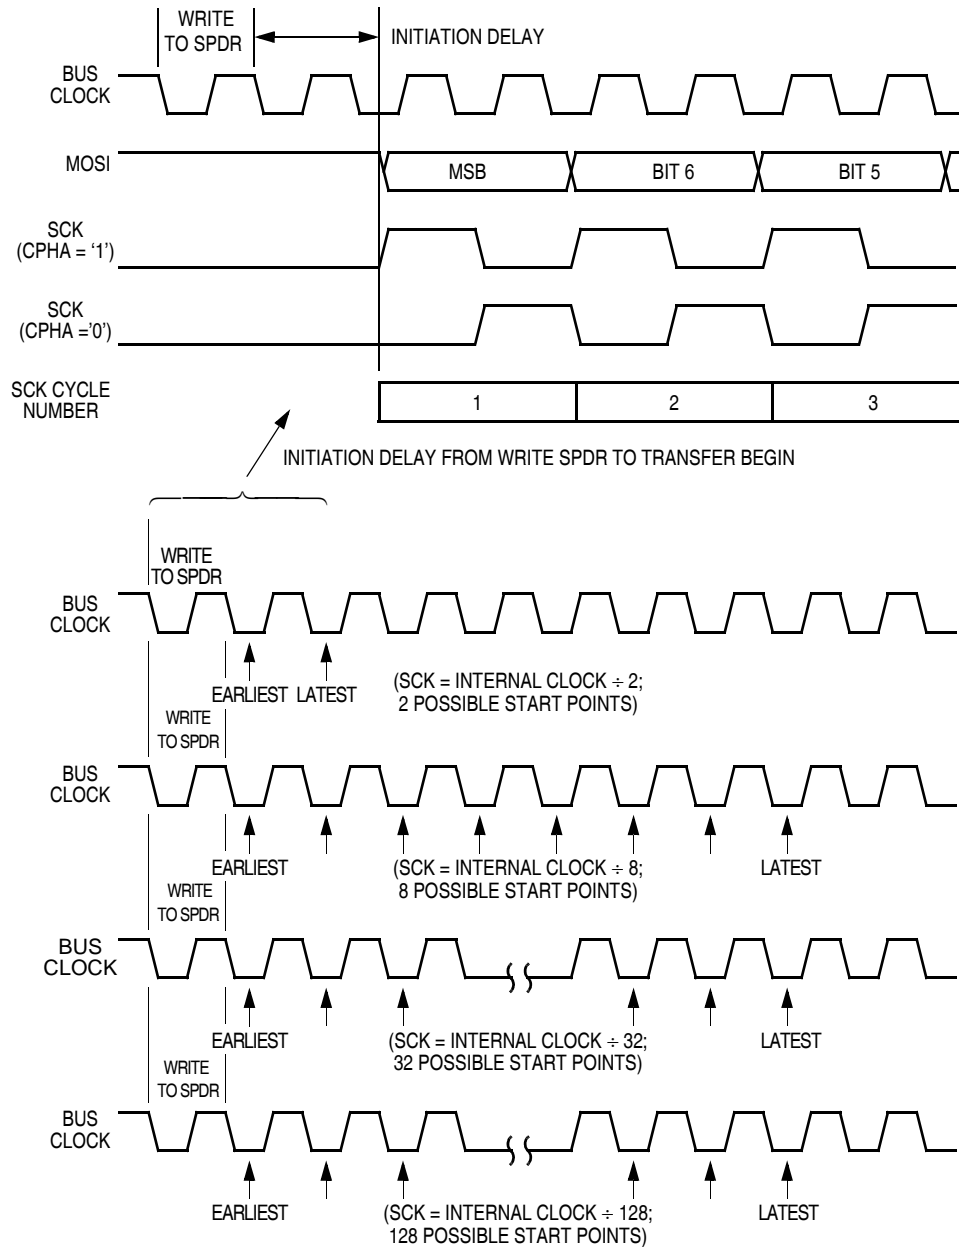 WRITE
TO SPDR
INITIATION DELAY
BUS
CLOCK
MOSI
MSB
BIT 6
BIT 5
SCK
(CPHA = ‘1’)
SCK
(CPHA =’0’)
SCK CYCLE
NUMBER
1
2
3
INITIATION DELAY FROM WRITE SPDR TO TRANSFER BEGIN
WRITE
TO SPDR
BUS
CLOCK
EARLIEST
LATEST
(SCK = INTERNAL CLOCK ÷ 2;
2 POSSIBLE START POINTS)
WRITE
TO SPDR
BUS
CLOCK
EARLIEST
(SCK = INTERNAL CLOCK ÷ 8;
8 POSSIBLE START POINTS)
LATEST
WRITE
TO SPDR
BUS
CLOCK
EARLIEST
(SCK = INTERNAL CLOCK ÷ 32;
32 POSSIBLE START POINTS)
LATEST
WRITE
TO SPDR
BUS
CLOCK
EARLIEST
(SCK = INTERNAL CLOCK ÷ 128;
128 POSSIBLE START POINTS)
LATEST